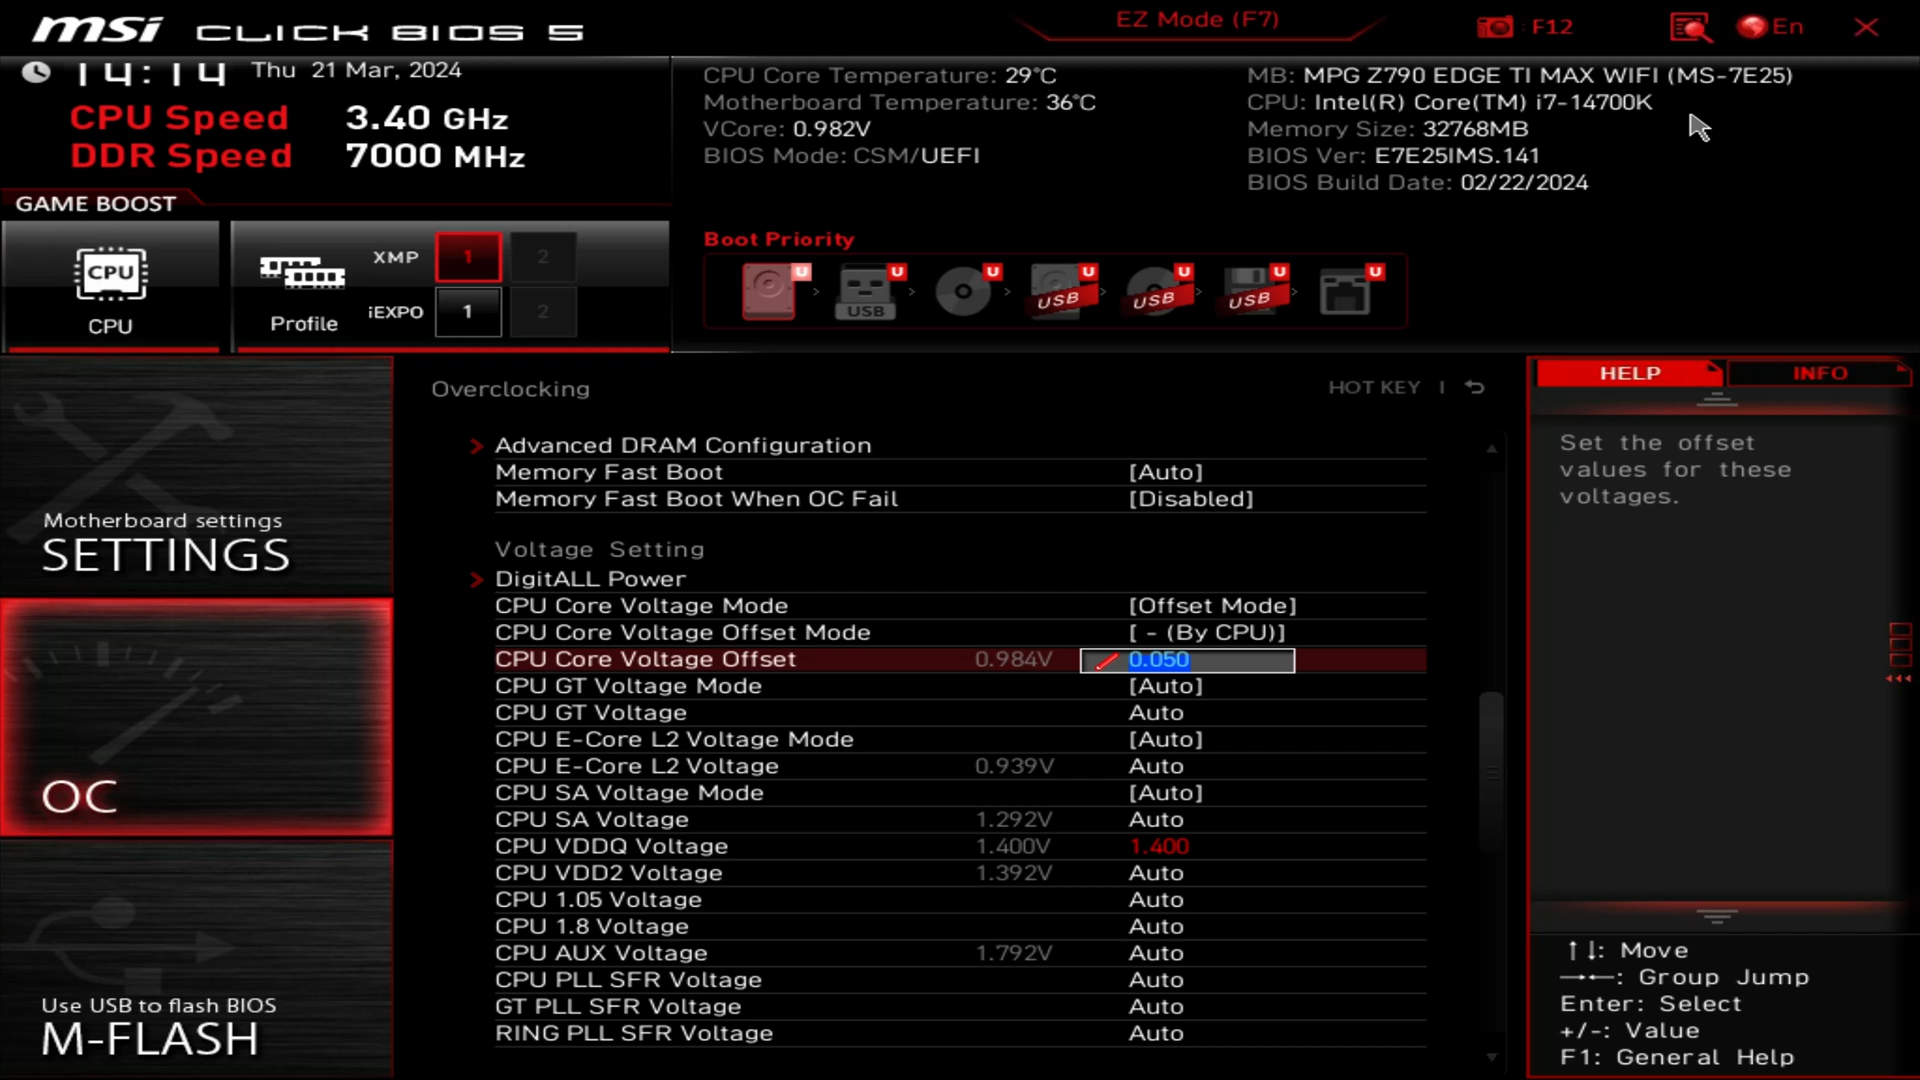 msi CLICK BIOS 5
EZ Mode (F7)
: F12
En
14:14 Thu 21 Mar, 2024
CPU Speed 3.40 GHz
DDR Speed 7000 MHz
CPU Core Temperature: 29°C
Motherboard Temperature: 36°C
VCore: 0.982V
BIOS Mode: CSM/UEFI
MB: MPG Z790 EDGE TI MAX WIFI (MS-7E25)
CPU: Intel(R) Core(TM) i7-14700K
Memory Size: 32768MB
BIOS Ver: E7E25IMS.141
BIOS Build Date: 02/22/2024
GAME BOOST
CPU
CPU
Profile
XMP 1 2
iEXPO 1 2
Boot Priority
U U U U U U U
USB USB USB USB
Motherboard settings
SETTINGS
OC
Use USB to flash BIOS
M-FLASH
Overclocking
HOT KEY |
Advanced DRAM Configuration
Memory Fast Boot [Auto]
Memory Fast Boot When OC Fail [Disabled]
Voltage Setting
DigitALL Power
CPU Core Voltage Mode [Offset Mode]
CPU Core Voltage Offset Mode [ - (By CPU)]
CPU Core Voltage Offset 0.984V 0.050
CPU GT Voltage Mode [Auto]
CPU GT Voltage Auto
CPU E-Core L2 Voltage Mode [Auto]
CPU E-Core L2 Voltage 0.939V Auto
CPU SA Voltage Mode [Auto]
CPU SA Voltage 1.292V Auto
CPU VDDQ Voltage 1.400V 1.400
CPU VDD2 Voltage 1.392V Auto
CPU 1.05 Voltage Auto
CPU 1.8 Voltage Auto
CPU AUX Voltage 1.792V Auto
CPU PLL SFR Voltage Auto
GT PLL SFR Voltage Auto
RING PLL SFR Voltage Auto
HELP
INFO
Set the offset
values for these
voltages.
↑↓: Move
→←: Group Jump
Enter: Select
+/-: Value
F1: General Help